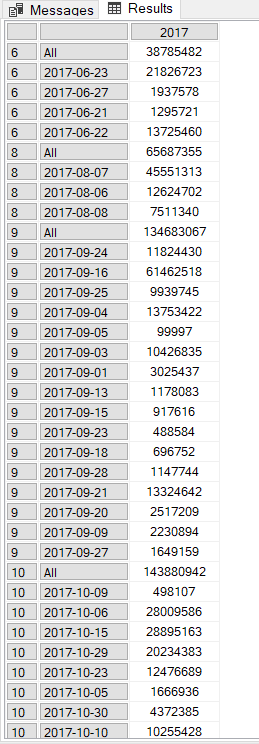 Messages Results
2017
6 All 38785482
6 2017-06-23 21826723
6 2017-06-27 1937578
6 2017-06-21 1295721
6 2017-06-22 13725460
8 All 65687355
8 2017-08-07 45551313
8 2017-08-06 12624702
8 2017-08-08 7511340
9 All 134683067
9 2017-09-24 11824430
9 2017-09-16 61462518
9 2017-09-25 9939745
9 2017-09-04 13753422
9 2017-09-05 99997
9 2017-09-03 10426835
9 2017-09-01 3025437
9 2017-09-13 1178083
9 2017-09-15 917616
9 2017-09-23 488584
9 2017-09-18 696752
9 2017-09-28 1147744
9 2017-09-21 13324642
9 2017-09-20 2517209
9 2017-09-09 2230894
9 2017-09-27 1649159
10 All 143880942
10 2017-10-09 498107
10 2017-10-06 28009586
10 2017-10-15 28895163
10 2017-10-29 20234383
10 2017-10-23 12476689
10 2017-10-05 1666936
10 2017-10-30 4372385
10 2017-10-10 10255428